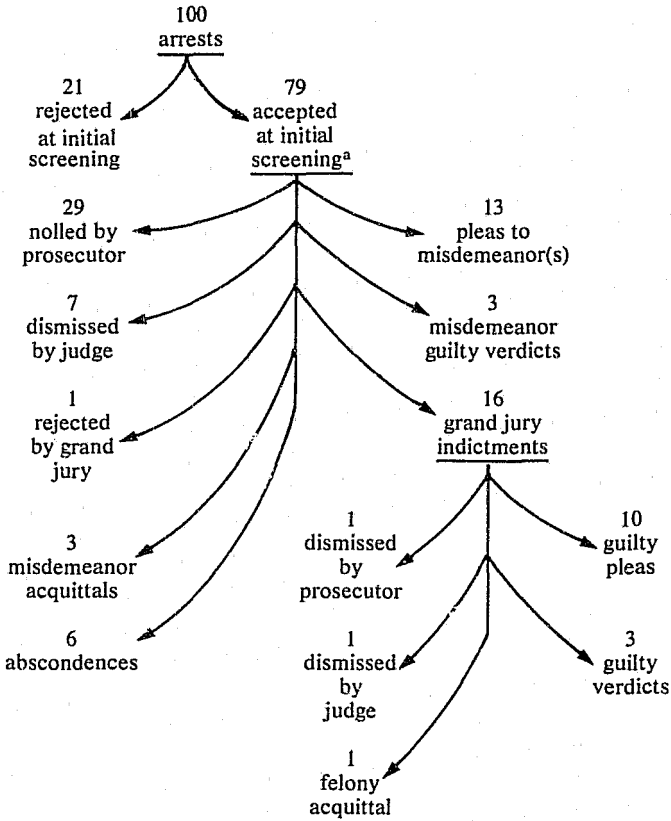 100
arrests
21
rejected
at initial
screening
79
accepted
at initial
screeningᵃ
29
nolled by
prosecutor
13
pleas to
misdemeanor(s)
7
dismissed
by judge
3
misdemeanor
guilty verdicts
1
rejected
by grand
jury
16
grand jury
indictments
3
misdemeanor
acquittals
6
abscondences
1
dismissed
by
prosecutor
10
guilty
pleas
1
dismissed
by
judge
3
guilty
verdicts
1
felony
acquittal